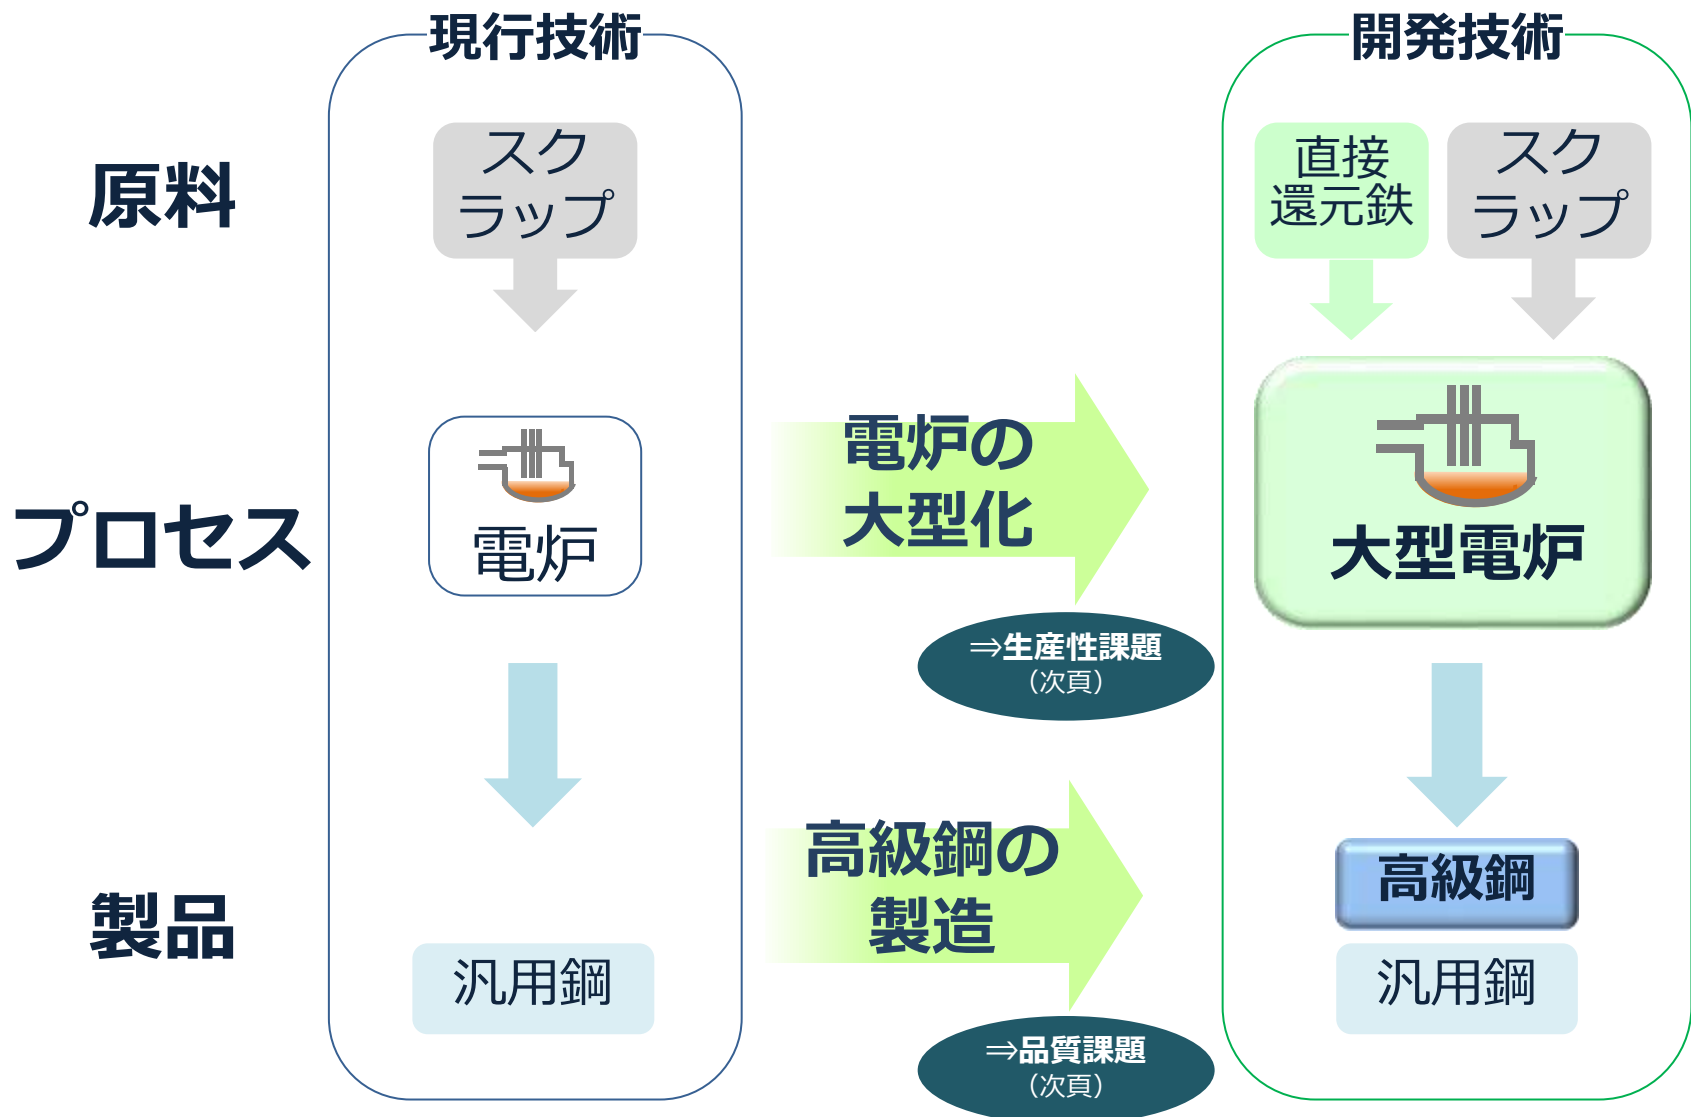 現行技術
開発技術
原料
スク
ラップ
直接
還元鉄
スク
ラップ
プロセス
電炉
電炉の
大型化
⇒生産性課題
（次頁）
大型電炉
製品
汎用鋼
高級鋼の
製造
⇒品質課題
（次頁）
高級鋼
汎用鋼